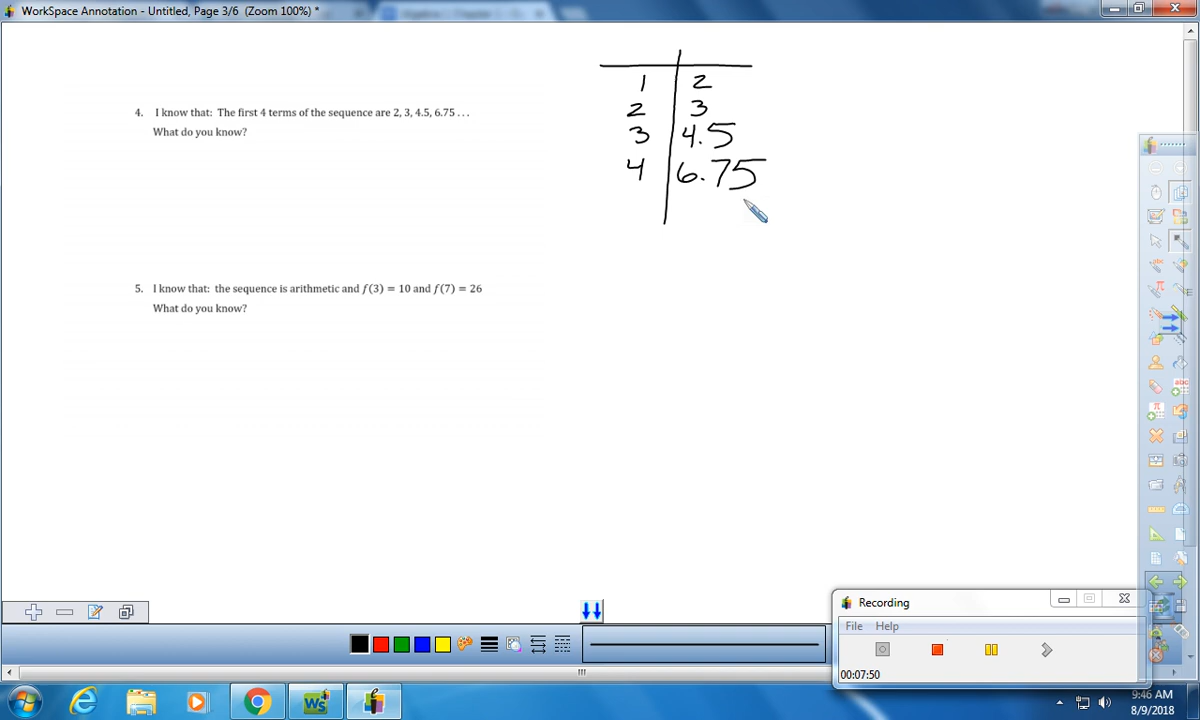 WorkSpace Annotation - Untitled, Page 3/6 (Zoom 100%) *
4. I know that: The first 4 terms of the sequence are 2, 3, 4.5, 6.75 . . .
What do you know?
1 2
2 3
3 4.5
4 6.75
5. I know that: the sequence is arithmetic and f(3) = 10 and f(7) = 26
What do you know?
Recording
File Help
00:07:50
9:46 AM
8/9/2018